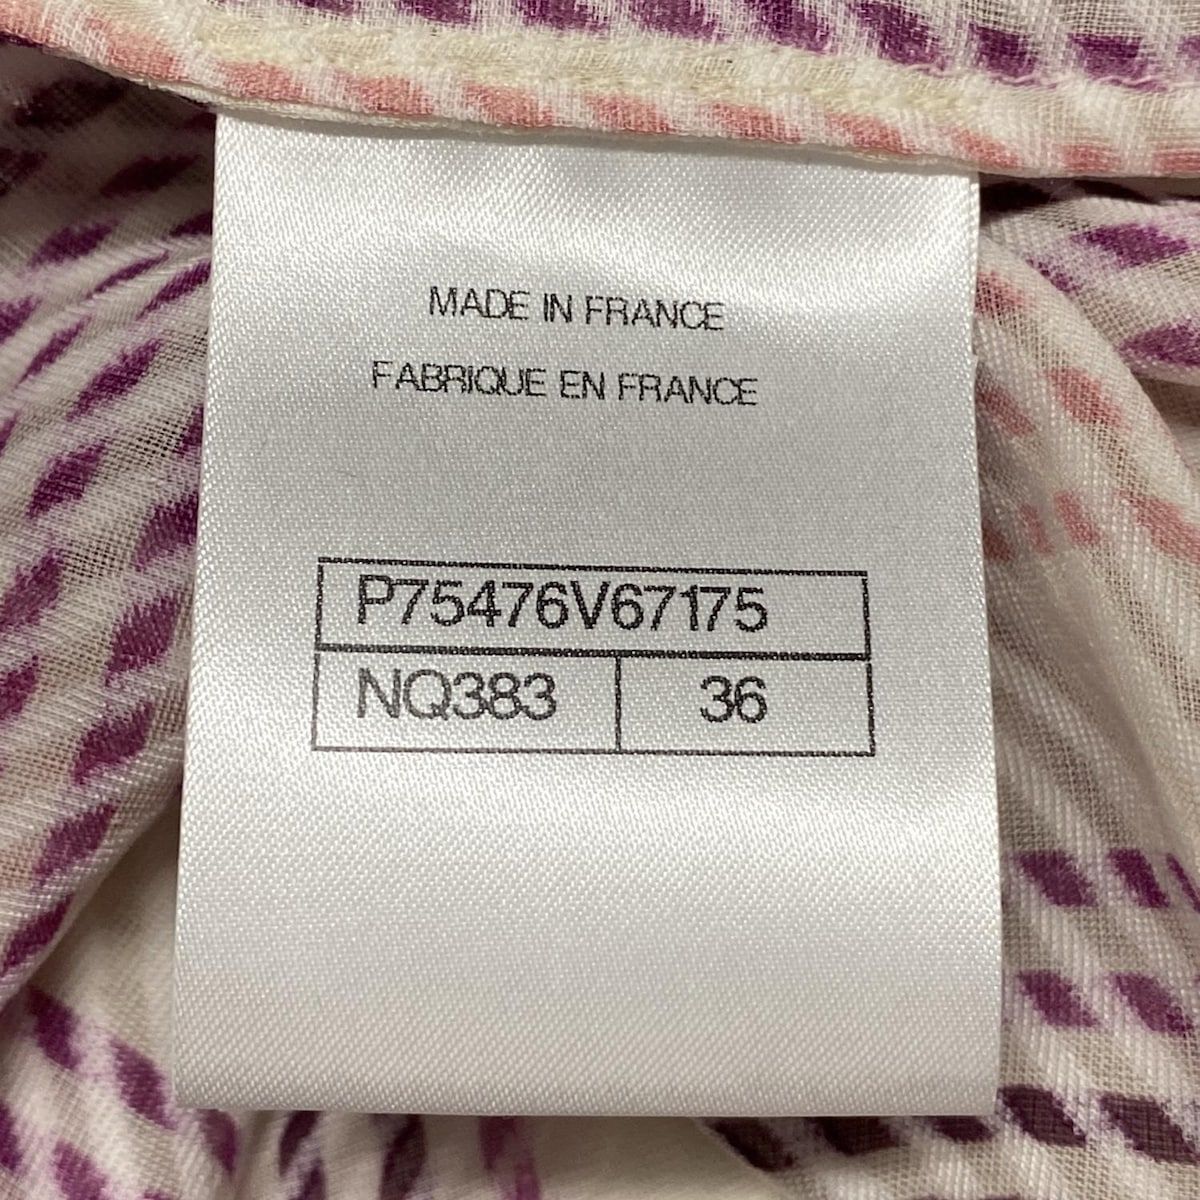 MADE IN FRANCE
FABRIQUE EN FRANCE
P75476V67175
NQ383 36